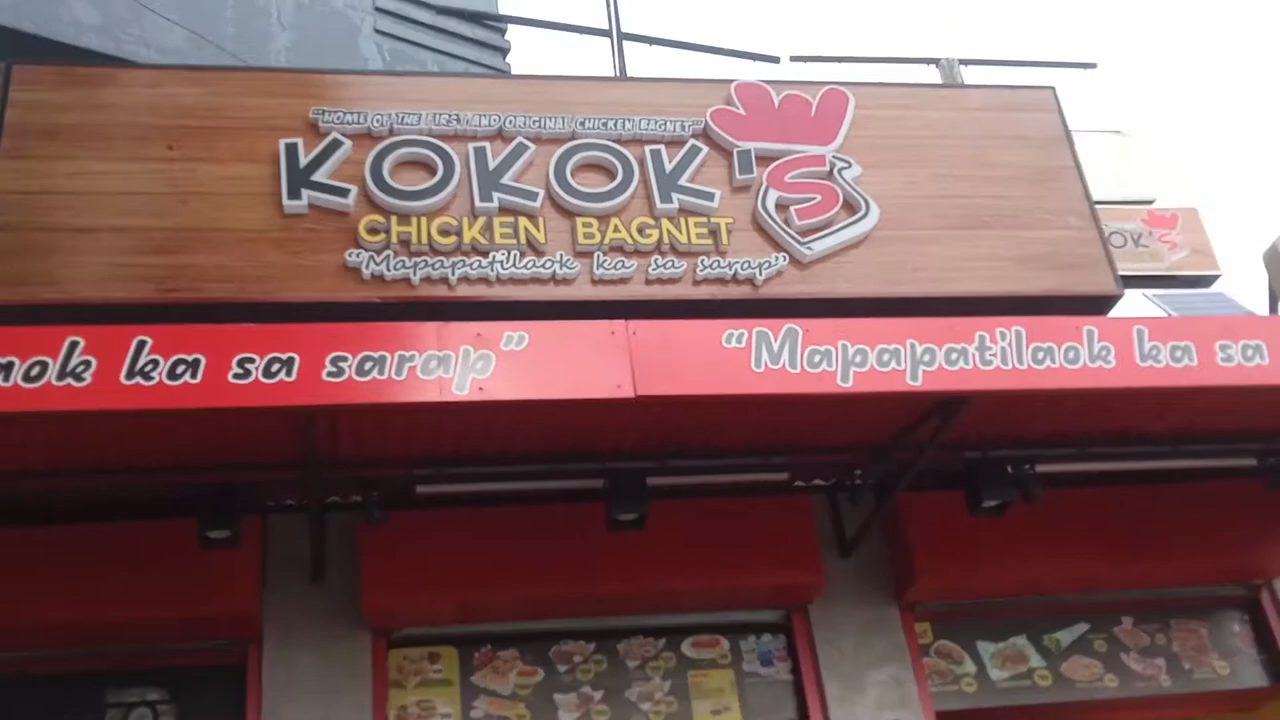 "HOME OF THE FIRST AND ORIGINAL CHICKEN BAGNET"
KOKOK'S
CHICKEN BAGNET
"Mapapatilaok ka sa sarap"
OK'S
aok ka sa sarap"
"Mapapatilaok ka sa